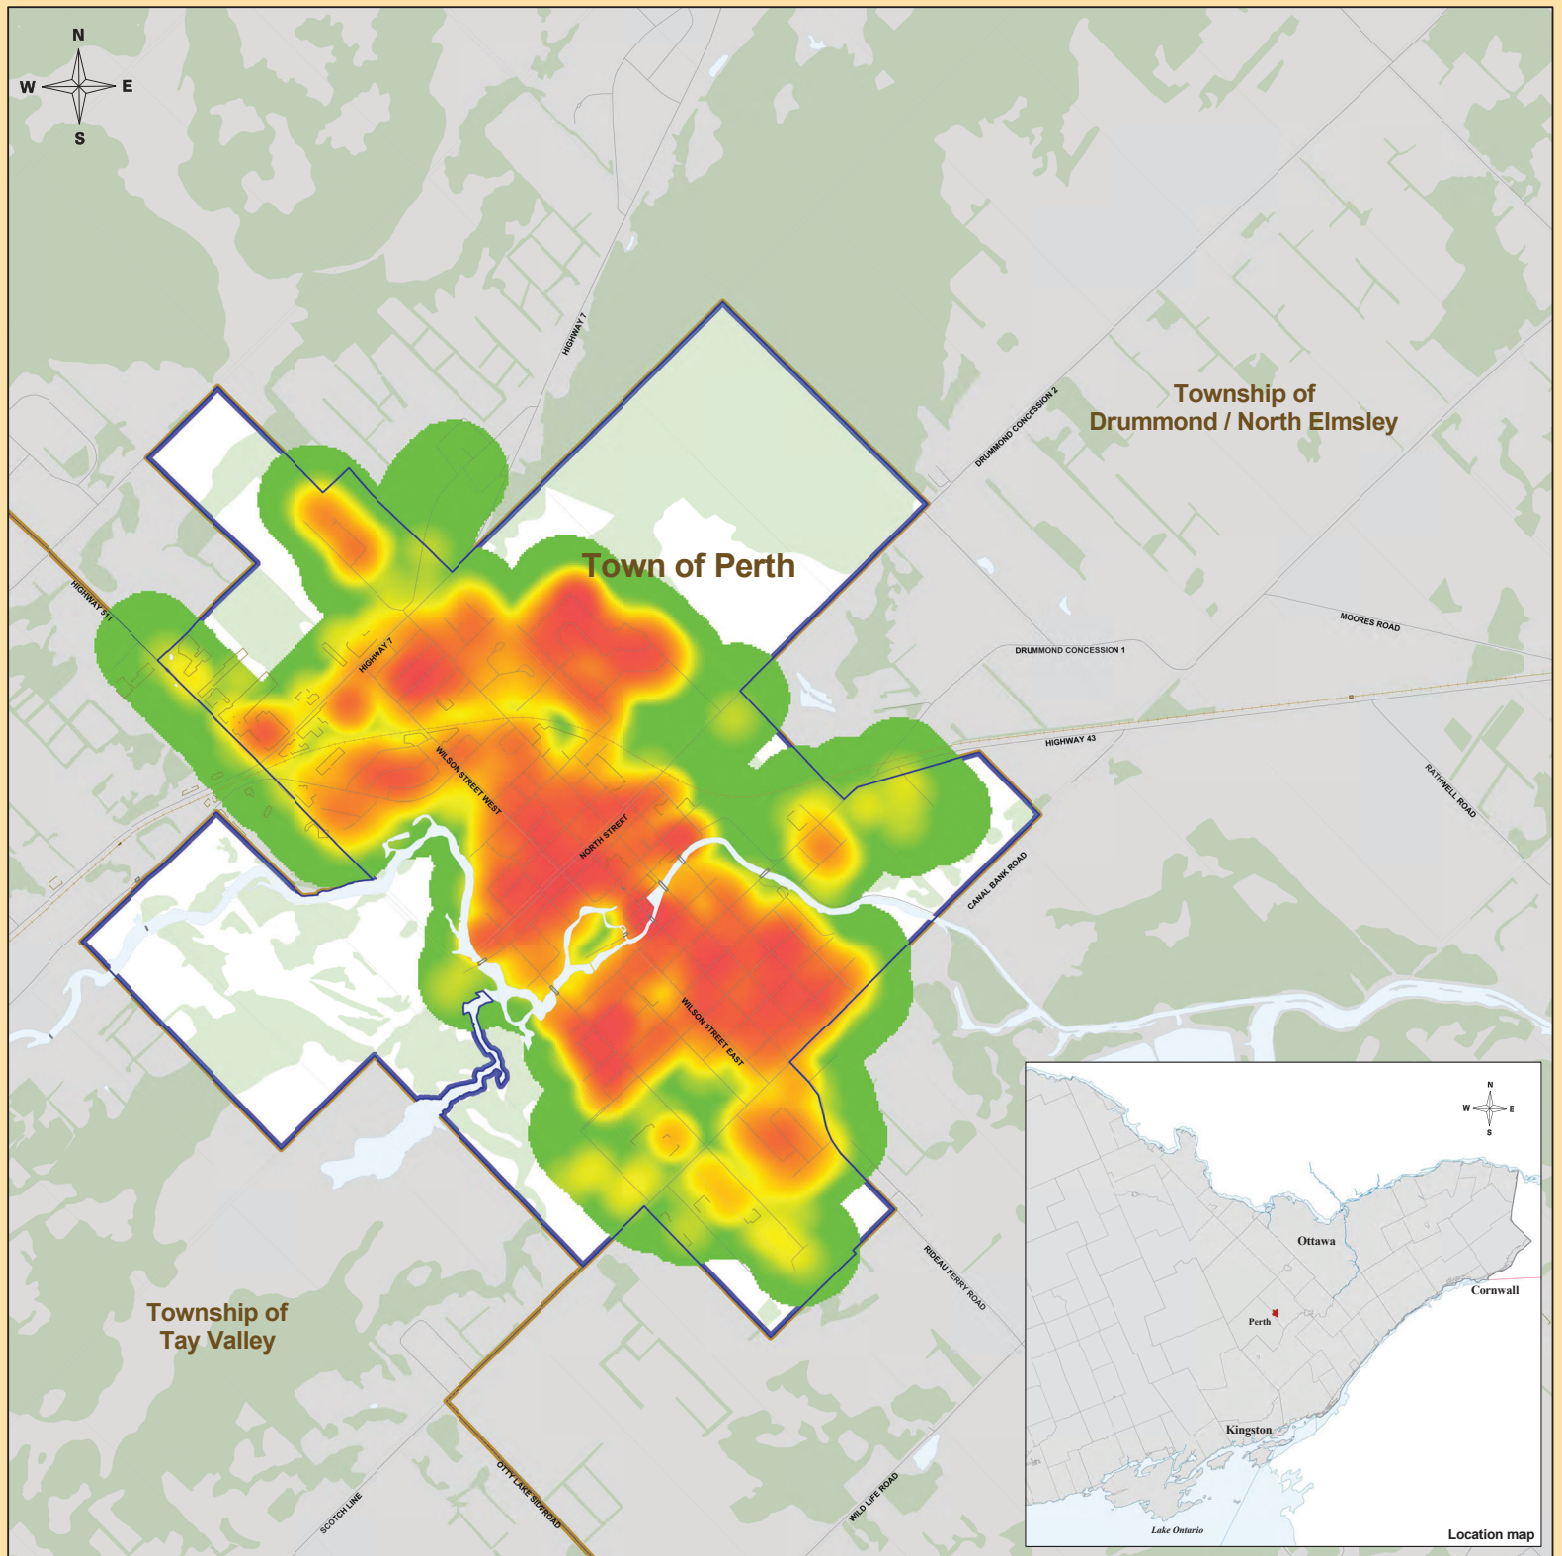 N
W E
S
HIGHWAY 7
Township of
Drummond / North Elmsley
DRUMMOND CONCESSION 2
Town of Perth
HIGHWAY 511
MOORES ROAD
HIGHWAY 7
DRUMMOND CONCESSION 1
HIGHWAY 43
WILSON STREET WEST
RATHWELL ROAD
NORTH STREET
CANAL BANK ROAD
WILSON STREET EAST
RIDEAU FERRY ROAD
Township of
Tay Valley
OTTY LAKE SIDEROAD
SCOTCH LINE
WILD LIFE ROAD
N
W E
S
Ottawa
Cornwall
Perth
Kingston
Lake Ontario
Location map